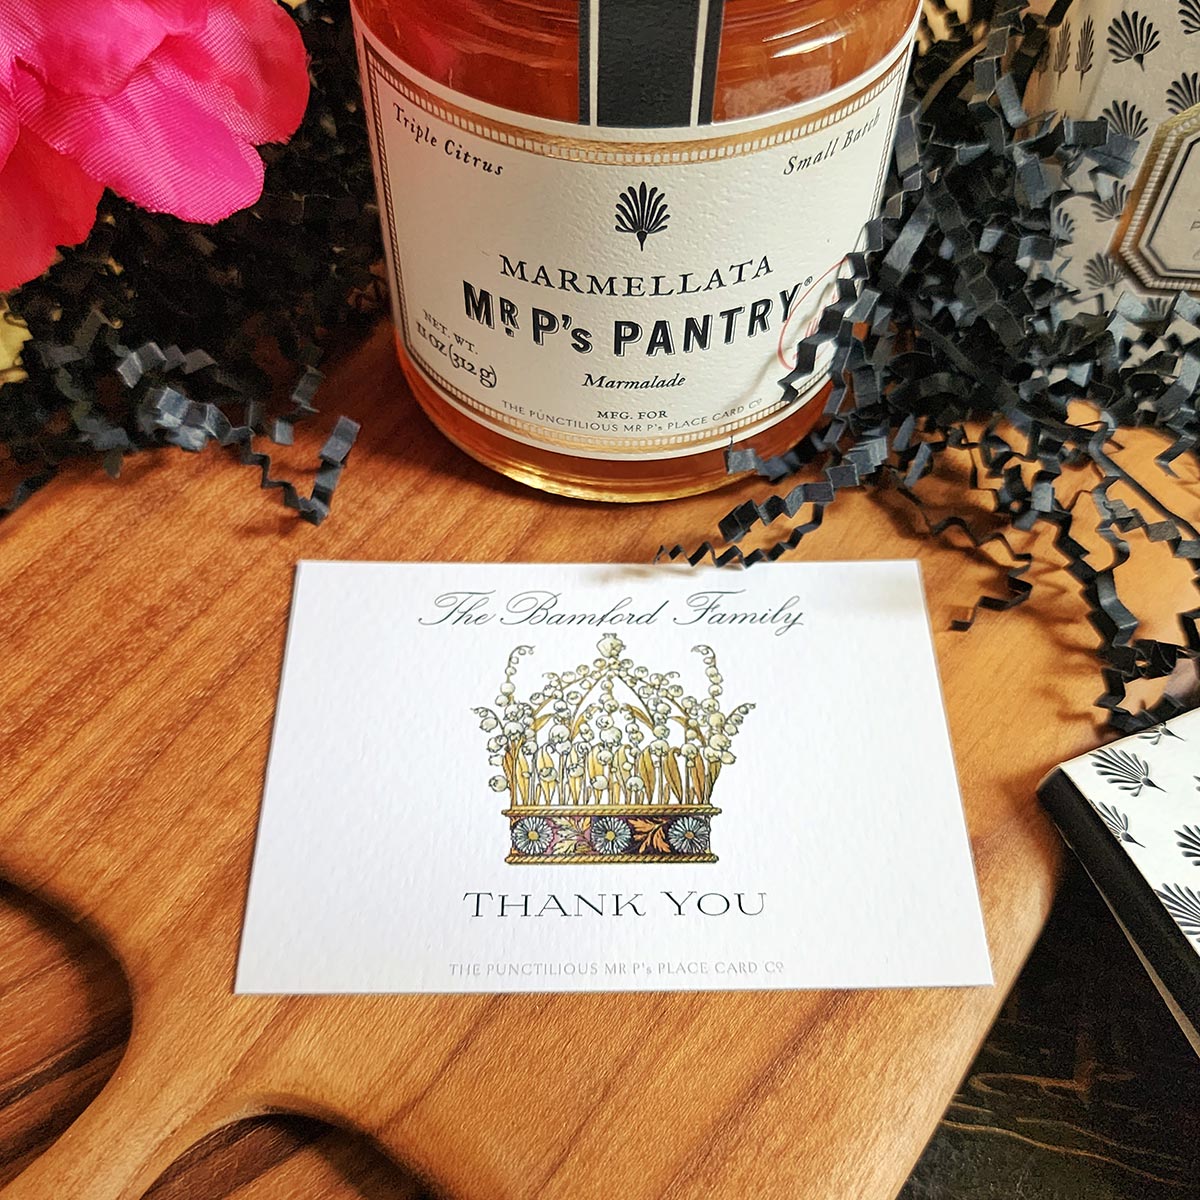 Triple Citrus
Small Batch
MARMELLATA
MR P's PANTRY®
NET. WT.
11 OZ (312 g)
Marmalade
MFG. FOR
THE PUNCTILIOUS MR P's PLACE CARD Co
The Bamford Family
THANK YOU
THE PUNCTILIOUS MR P's PLACE CARD Co